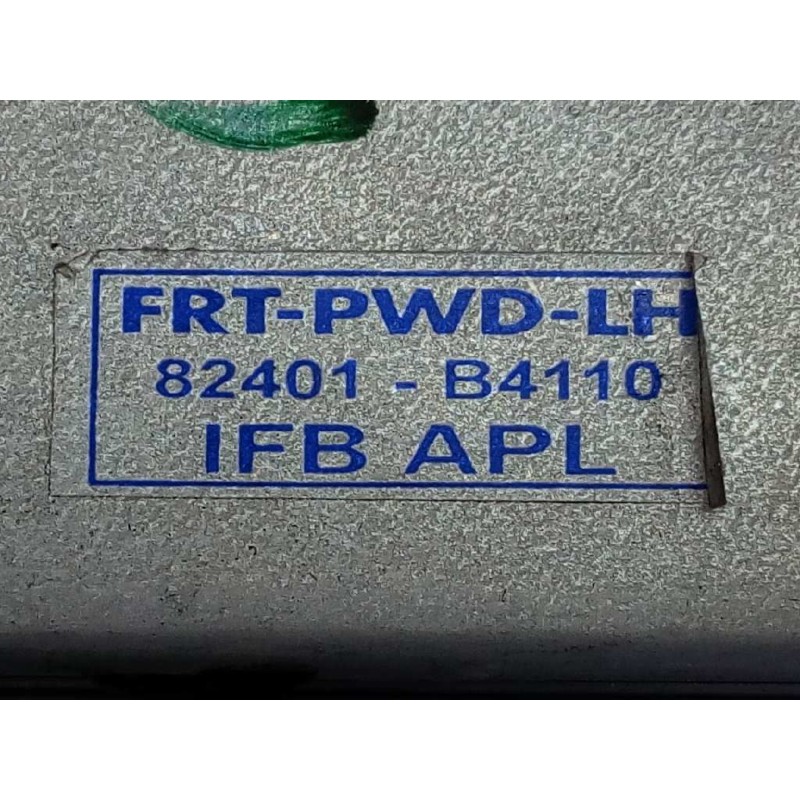 FRT-PWD-LH
82401 - B4110
IFB APL